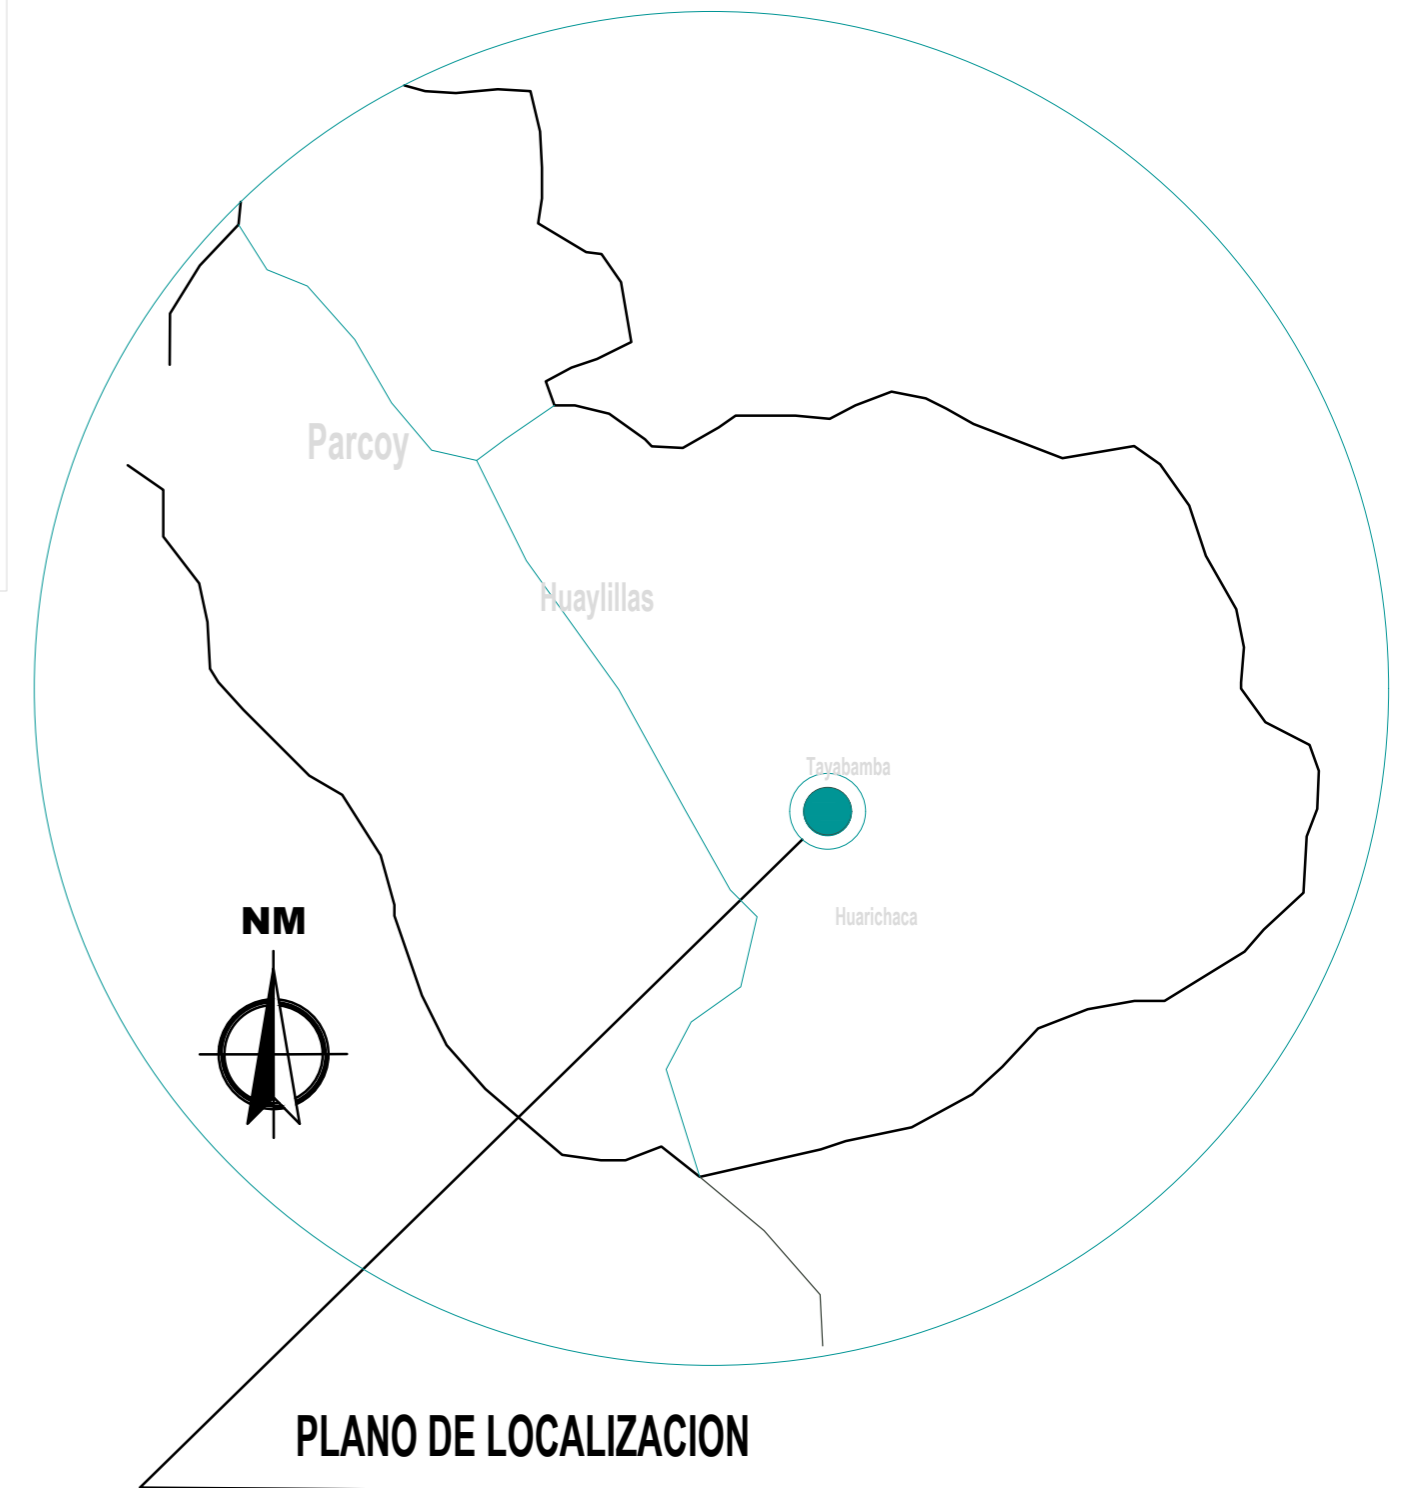 Parcoy
Huaylillas
Tayabamba
Huarichaca
NM
PLANO DE LOCALIZACION